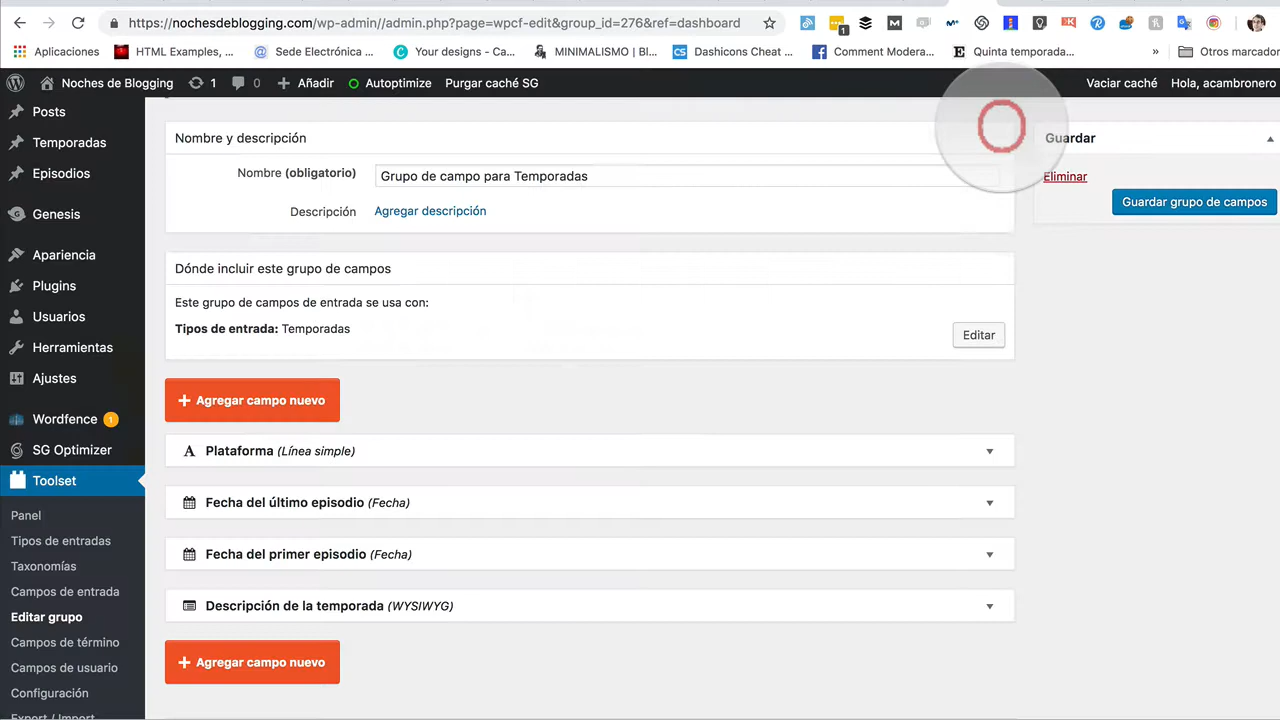 https://nochesdeblogging.com/wp-admin//admin.php?page=wpcf-edit&group_id=276&ref=dashboard
1
Aplicaciones
HTML Examples, ...
Sede Electrónica ...
Your designs - Ca...
MINIMALISMO | Bl...
Dashicons Cheat ...
Comment Modera...
Quinta temporada...
»
Otros marcador
Noches de Blogging
1
0
Añadir
Autoptimize
Purgar caché SG
Vaciar caché
Hola, acambronero
Posts
Temporadas
Episodios
Genesis
Apariencia
Plugins
Usuarios
Herramientas
Ajustes
Wordfence 1
SG Optimizer
Toolset
Panel
Tipos de entradas
Taxonomías
Campos de entrada
Editar grupo
Campos de término
Campos de usuario
Configuración
Export / Import
Nombre y descripción
Nombre (obligatorio)
Grupo de campo para Temporadas
Descripción
Agregar descripción
Dónde incluir este grupo de campos
Este grupo de campos de entrada se usa con:
Tipos de entrada: Temporadas
Editar
+ Agregar campo nuevo
A Plataforma (Línea simple)
Fecha del último episodio (Fecha)
Fecha del primer episodio (Fecha)
Descripción de la temporada (WYSIWYG)
+ Agregar campo nuevo
Guardar
Eliminar
Guardar grupo de campos